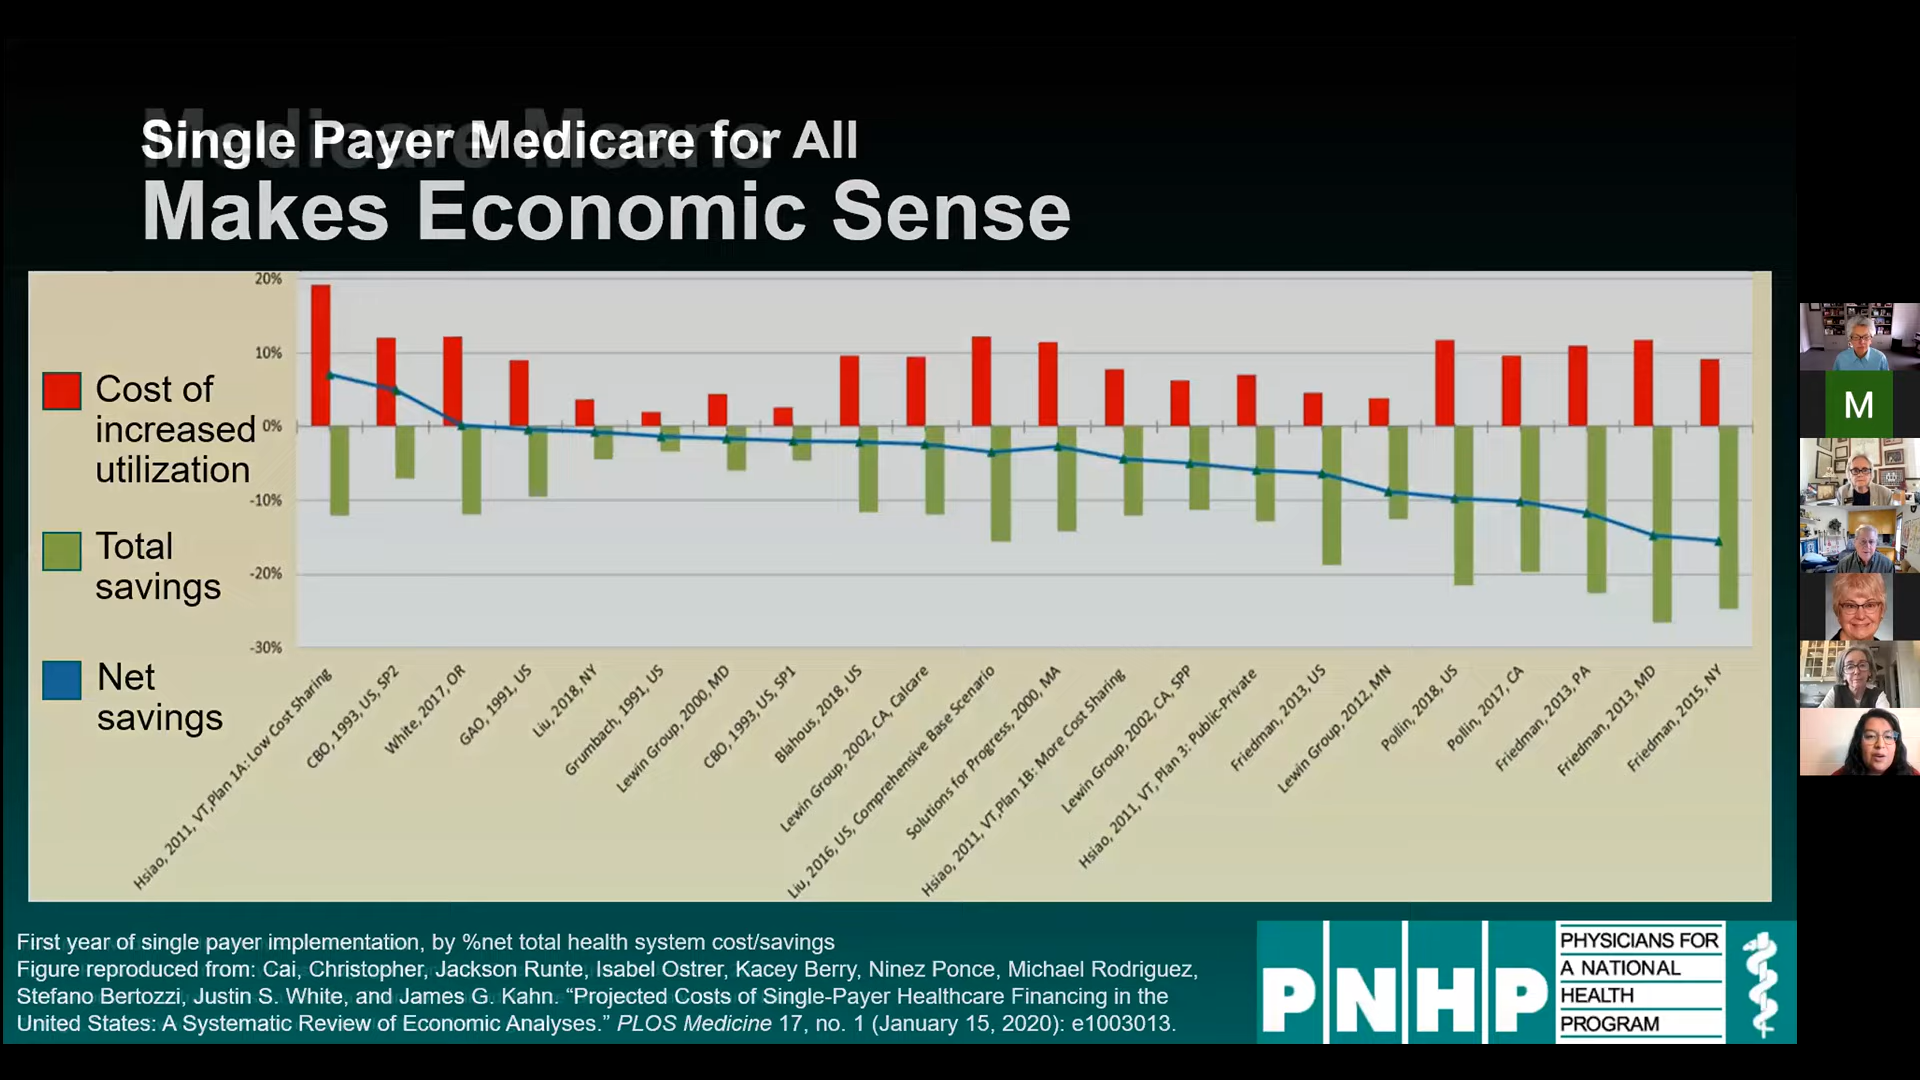 Single Payer Medicare for All
Makes Economic Sense
20%
10%
0%
-10%
-20%
-30%
Cost of
increased
utilization
Total
savings
Net
savings
Hsiao, 2011, VT,Plan 1A: Low Cost Sharing
CBO, 1993, US, SP2
White, 2017, OR
GAO, 1991, US
Liu, 2018, NY
Grumbach, 1991, US
Lewin Group, 2000, MD
CBO, 1993, US, SP1
Blahous, 2018, US
Lewin Group, 2002, CA, Calcare
Liu, 2016, US, Comprehensive Base Scenario
Solutions for Progress, 2000, MA
Hsiao, 2011, VT,Plan 1B: More Cost Sharing
Lewin Group, 2002, CA, SPP
Hsiao, 2011, VT, Plan 3: Public-Private
Friedman, 2013, US
Lewin Group, 2012, MN
Pollin, 2018, US
Pollin, 2017, CA
Friedman, 2013, PA
Friedman, 2013, MD
Friedman, 2015, NY
First year of single payer implementation, by %net total health system cost/savings
Figure reproduced from: Cai, Christopher, Jackson Runte, Isabel Ostrer, Kacey Berry, Ninez Ponce, Michael Rodriguez,
Stefano Bertozzi, Justin S. White, and James G. Kahn. “Projected Costs of Single-Payer Healthcare Financing in the
United States: A Systematic Review of Economic Analyses.” PLOS Medicine 17, no. 1 (January 15, 2020): e1003013.
PNHP
PHYSICIANS FOR
A NATIONAL
HEALTH
PROGRAM
M